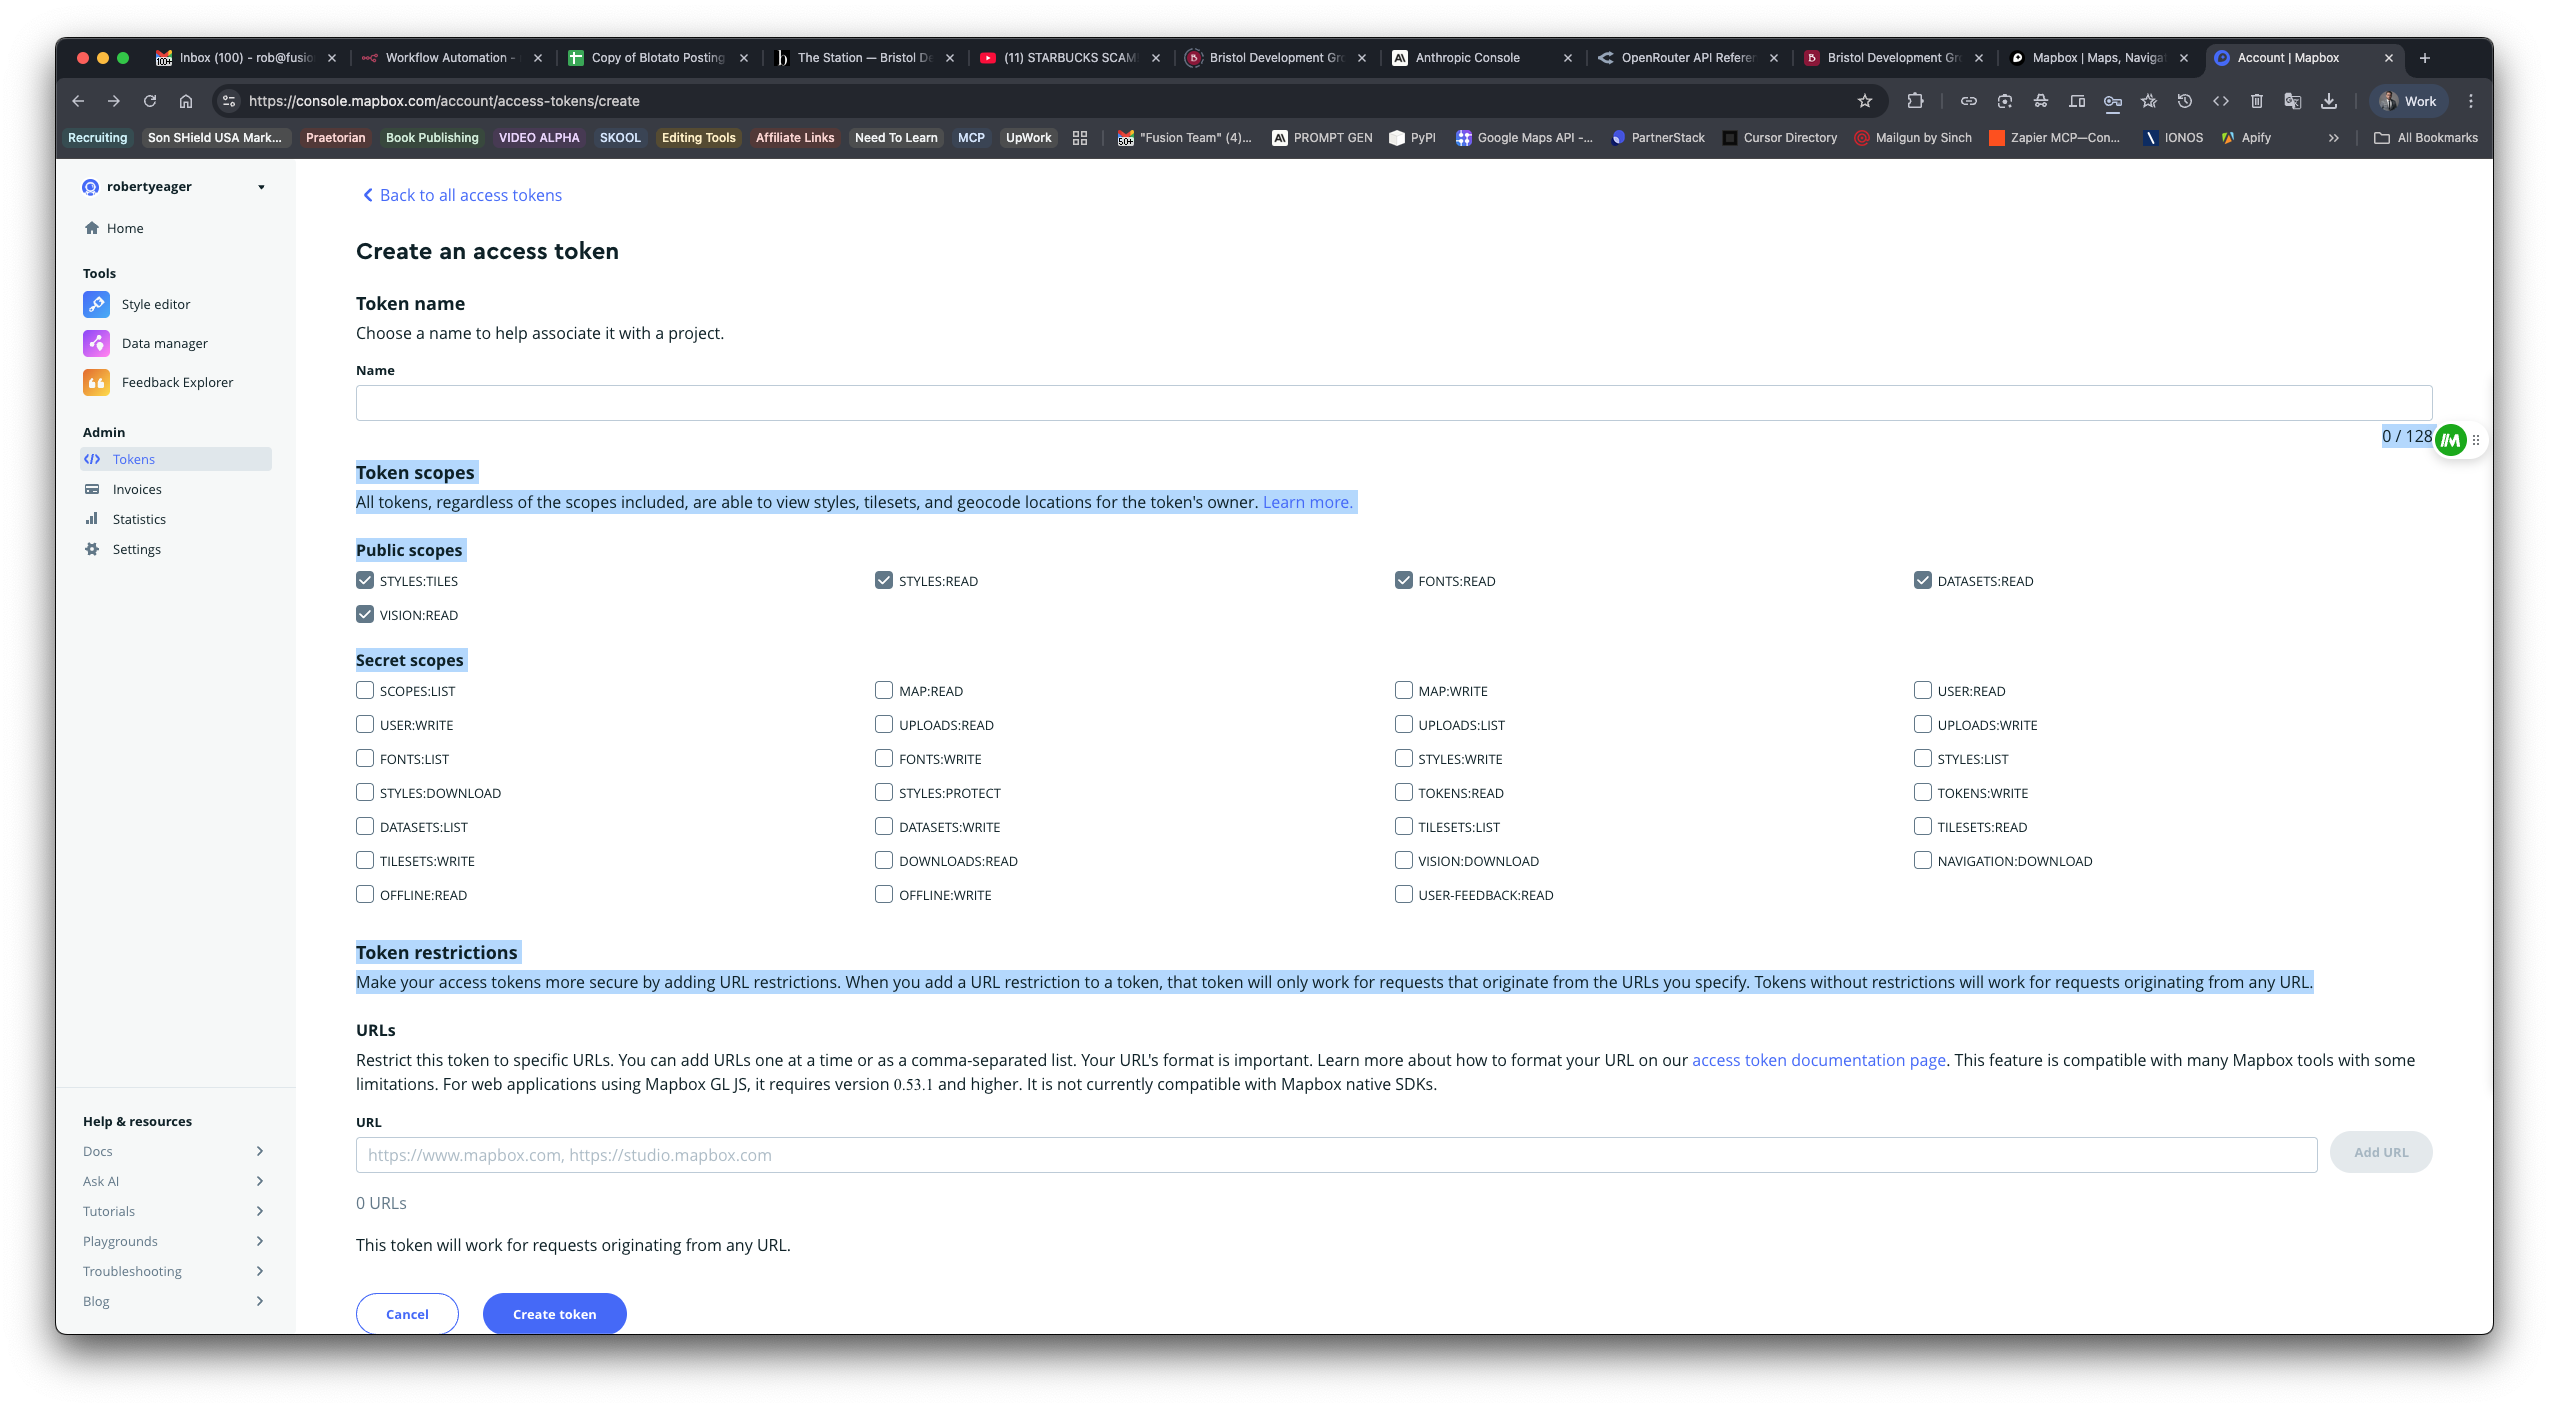 Inbox (100) - rob@fusio
Workflow Automation -
Copy of Blotato Posting
The Station — Bristol De
(11) STARBUCKS SCAM
Bristol Development Gro
Anthropic Console
OpenRouter API Referen
Bristol Development Gro
Mapbox | Maps, Navigat
Account | Mapbox
https://console.mapbox.com/account/access-tokens/create
Work
Recruiting
Son SHield USA Mark...
Praetorian
Book Publishing
VIDEO ALPHA
SKOOL
Editing Tools
Affiliate Links
Need To Learn
MCP
UpWork
"Fusion Team" (4)...
PROMPT GEN
PyPI
Google Maps API -...
PartnerStack
Cursor Directory
Mailgun by Sinch
Zapier MCP—Con...
IONOS
Apify
All Bookmarks
robertyeager
Home
Tools
Style editor
Data manager
Feedback Explorer
Admin
Tokens
Invoices
Statistics
Settings
Help & resources
Docs
Ask AI
Tutorials
Playgrounds
Troubleshooting
Blog
Back to all access tokens
Create an access token
Token name
Choose a name to help associate it with a project.
Name
0 / 128
Token scopes
All tokens, regardless of the scopes included, are able to view styles, tilesets, and geocode locations for the token's owner. Learn more.
Public scopes
STYLES:TILES STYLES:READ FONTS:READ DATASETS:READ
VISION:READ
Secret scopes
SCOPES:LIST MAP:READ MAP:WRITE USER:READ
USER:WRITE UPLOADS:READ UPLOADS:LIST UPLOADS:WRITE
FONTS:LIST FONTS:WRITE STYLES:WRITE STYLES:LIST
STYLES:DOWNLOAD STYLES:PROTECT TOKENS:READ TOKENS:WRITE
DATASETS:LIST DATASETS:WRITE TILESETS:LIST TILESETS:READ
TILESETS:WRITE DOWNLOADS:READ VISION:DOWNLOAD NAVIGATION:DOWNLOAD
OFFLINE:READ OFFLINE:WRITE USER-FEEDBACK:READ
Token restrictions
Make your access tokens more secure by adding URL restrictions. When you add a URL restriction to a token, that token will only work for requests that originate from the URLs you specify. Tokens without restrictions will work for requests originating from any URL.
URLs
Restrict this token to specific URLs. You can add URLs one at a time or as a comma-separated list. Your URL's format is important. Learn more about how to format your URL on our access token documentation page. This feature is compatible with many Mapbox tools with some
limitations. For web applications using Mapbox GL JS, it requires version 0.53.1 and higher. It is not currently compatible with Mapbox native SDKs.
URL
https://www.mapbox.com, https://studio.mapbox.com
Add URL
0 URLs
This token will work for requests originating from any URL.
Cancel
Create token